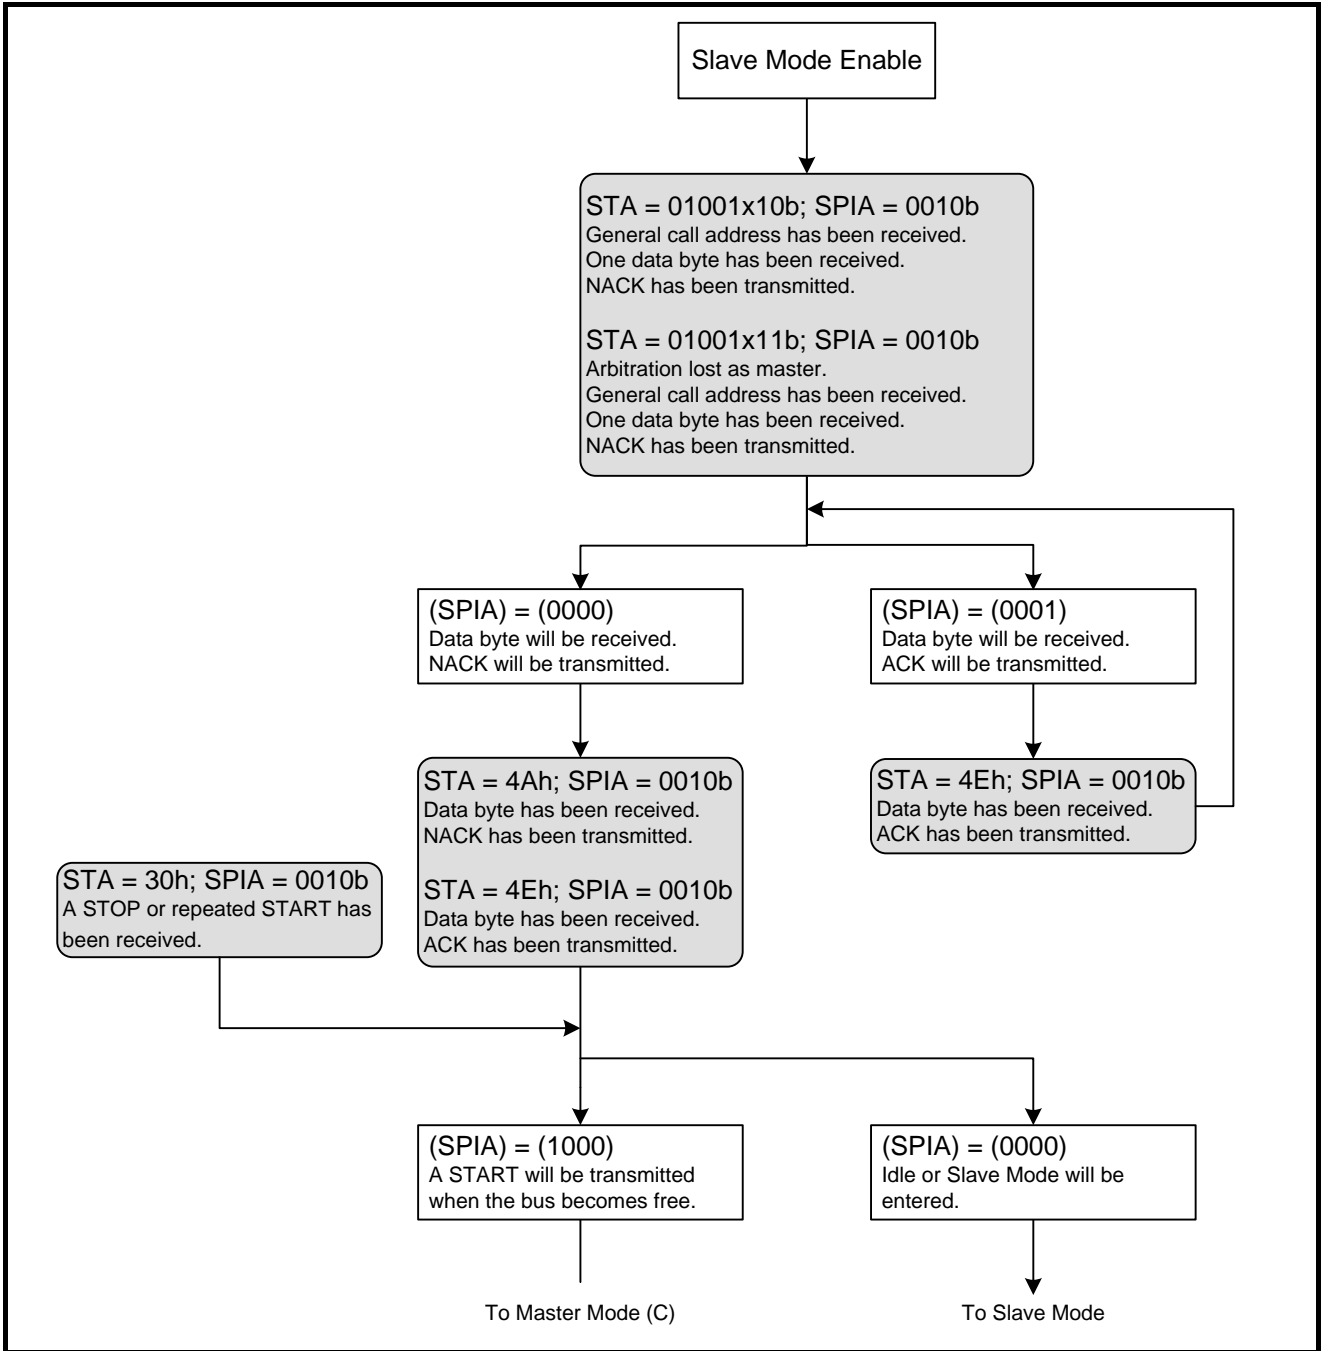 Slave Mode Enable
STA = 01001x10b; SPIA = 0010b
General call address has been received.
One data byte has been received.
NACK has been transmitted.
STA = 01001x11b; SPIA = 0010b
Arbitration lost as master.
General call address has been received.
One data byte has been received.
NACK has been transmitted.
(SPIA) = (0000)
Data byte will be received.
NACK will be transmitted.
(SPIA) = (0001)
Data byte will be received.
ACK will be transmitted.
STA = 4Ah; SPIA = 0010b
Data byte has been received.
NACK has been transmitted.
STA = 4Eh; SPIA = 0010b
Data byte has been received.
ACK has been transmitted.
STA = 4Eh; SPIA = 0010b
Data byte has been received.
ACK has been transmitted.
STA = 30h; SPIA = 0010b
A STOP or repeated START has
been received.
(SPIA) = (1000)
A START will be transmitted
when the bus becomes free.
(SPIA) = (0000)
Idle or Slave Mode will be
entered.
To Master Mode (C)
To Slave Mode